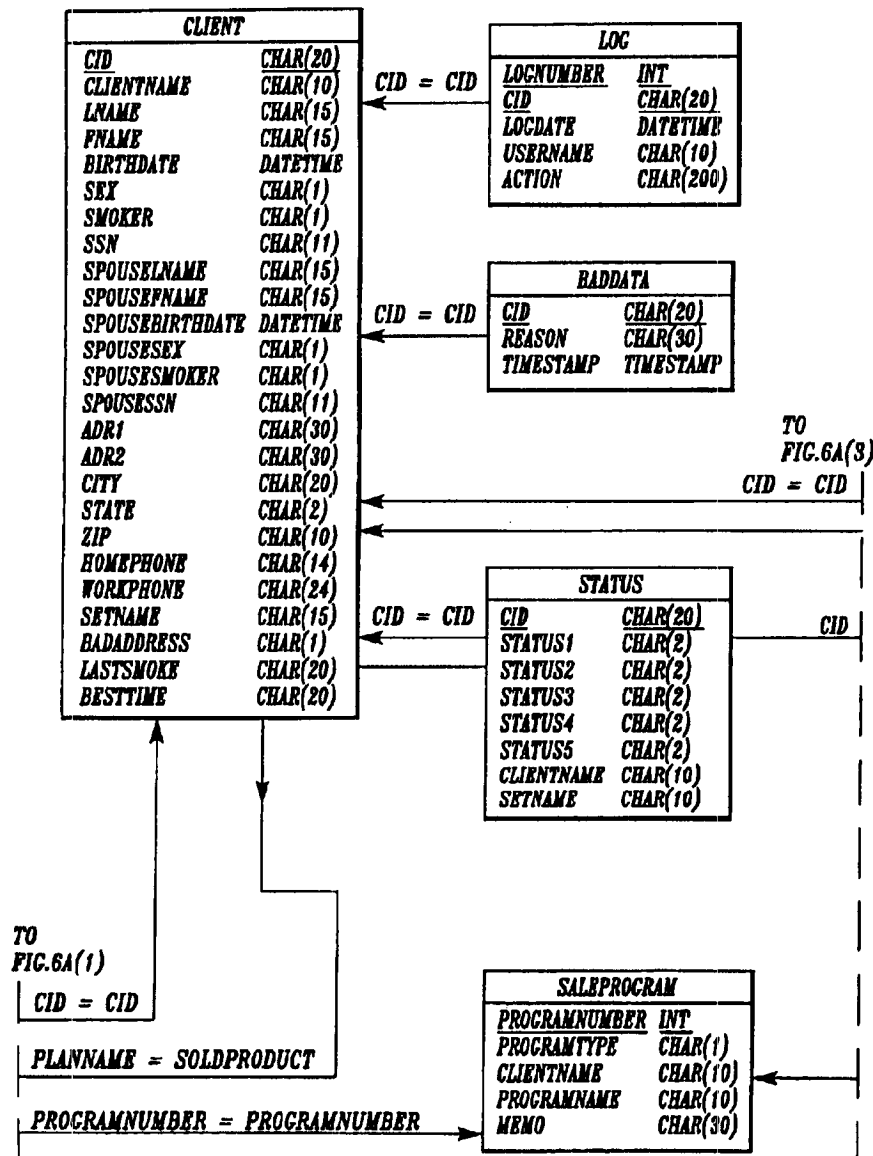 CLIENT
CID CHAR(20)
CLIENTNAME CHAR(10)
LNAME CHAR(15)
FNAME CHAR(15)
BIRTHDATE DATETIME
SEX CHAR(1)
SMOKER CHAR(1)
SSN CHAR(11)
SPOUSELNAME CHAR(15)
SPOUSEFNAME CHAR(15)
SPOUSEBIRTHDATE DATETIME
SPOUSESEX CHAR(1)
SPOUSESMOKER CHAR(1)
SPOUSESSN CHAR(11)
ADR1 CHAR(30)
ADR2 CHAR(30)
CITY CHAR(20)
STATE CHAR(2)
ZIP CHAR(10)
HOMEPHONE CHAR(14)
WORKPHONE CHAR(24)
SETNAME CHAR(15)
BADADDRESS CHAR(1)
LASTSMOKE CHAR(20)
BESTTIME CHAR(20)
CID = CID
LOG
LOGNUMBER INT
CID CHAR(20)
LOGDATE DATETIME
USERNAME CHAR(10)
ACTION CHAR(200)
CID = CID
BADDATA
CID CHAR(20)
REASON CHAR(30)
TIMESTAMP TIMESTAMP
TO
FIG.6A(3)
CID = CID
CID = CID
STATUS
CID CHAR(20)
STATUS1 CHAR(2)
STATUS2 CHAR(2)
STATUS3 CHAR(2)
STATUS4 CHAR(2)
STATUS5 CHAR(2)
CLIENTNAME CHAR(10)
SETNAME CHAR(10)
CID
TO
FIG.6A(1)
CID = CID
PLANNAME = SOLDPRODUCT
PROGRAMNUMBER = PROGRAMNUMBER
SALEPROGRAM
PROGRAMNUMBER INT
PROGRAMTYPE CHAR(1)
CLIENTNAME CHAR(10)
PROGRAMNAME CHAR(10)
MEMO CHAR(30)